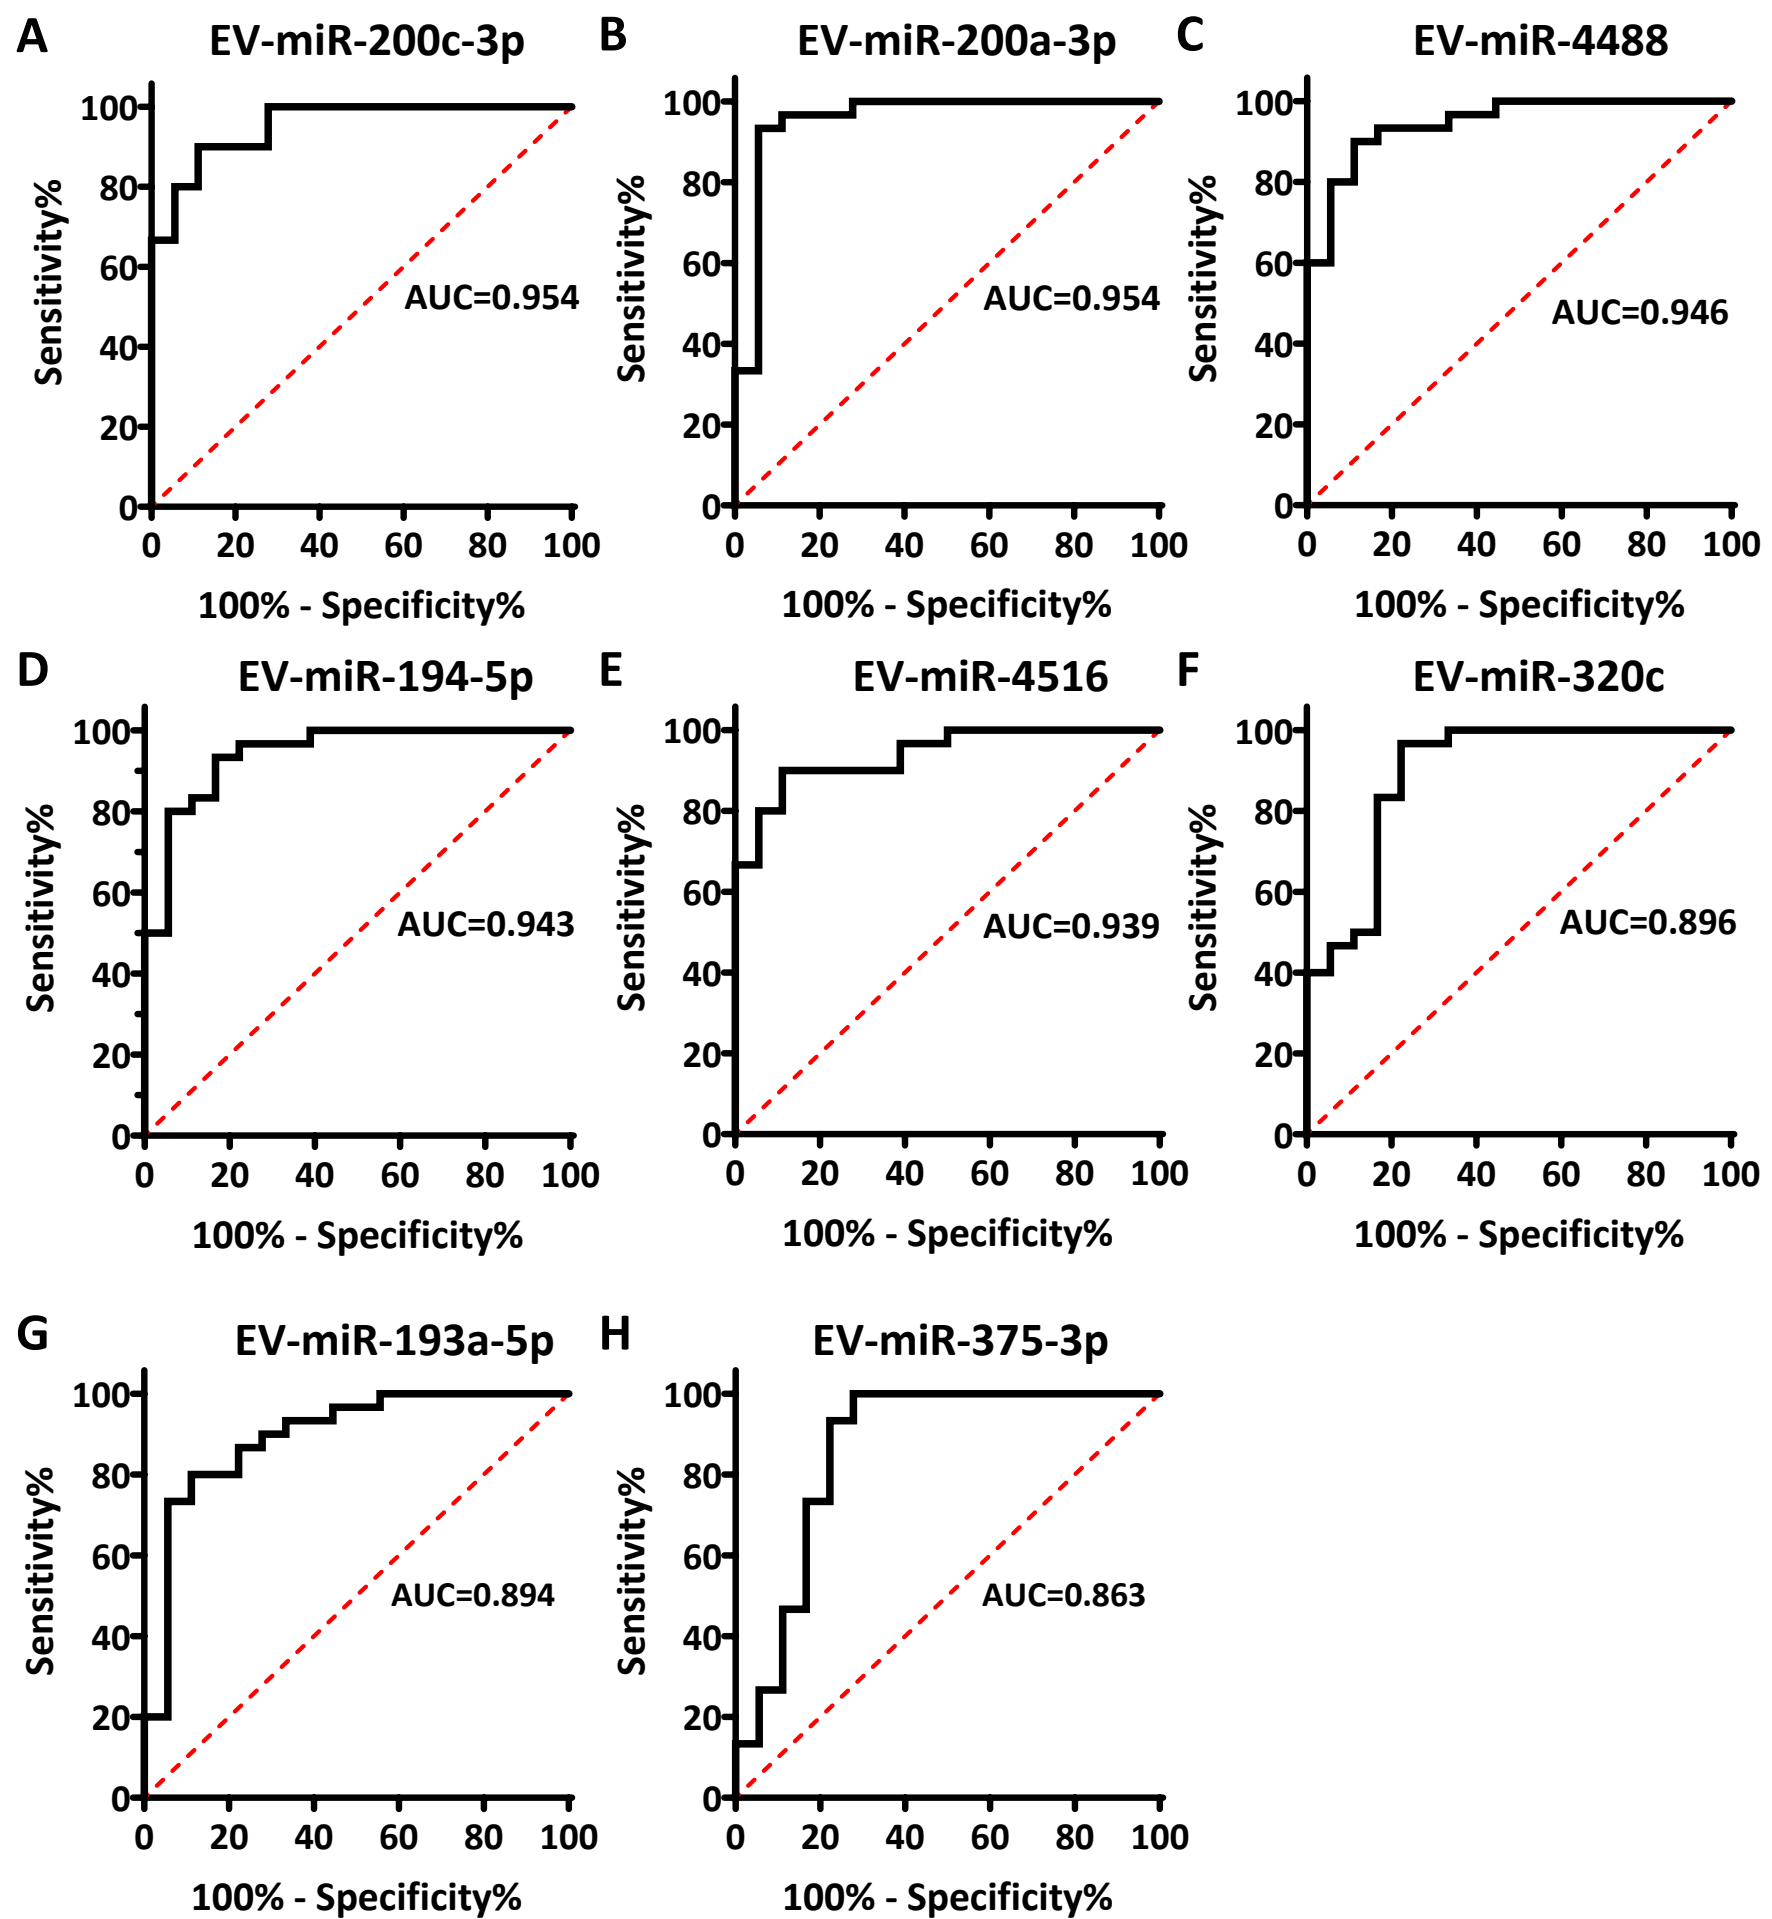 A
EV-miR-200c-3p
100
80
60
40
20
0
0 20 40 60 80 100
Sensitivity%
AUC=0.954
100% - Specificity%
B
EV-miR-200a-3p
100
80
60
40
20
0
0 20 40 60 80 100
Sensitivity%
AUC=0.954
100% - Specificity%
C
EV-miR-4488
100
80
60
40
20
0
0 20 40 60 80 100
Sensitivity%
AUC=0.946
100% - Specificity%
D
EV-miR-194-5p
100
80
60
40
20
0
0 20 40 60 80 100
Sensitivity%
AUC=0.943
100% - Specificity%
E
EV-miR-4516
100
80
60
40
20
0
0 20 40 60 80 100
Sensitivity%
AUC=0.939
100% - Specificity%
F
EV-miR-320c
100
80
60
40
20
0
0 20 40 60 80 100
Sensitivity%
AUC=0.896
100% - Specificity%
G
EV-miR-193a-5p
100
80
60
40
20
0
0 20 40 60 80 100
Sensitivity%
AUC=0.894
100% - Specificity%
H
EV-miR-375-3p
100
80
60
40
20
0
0 20 40 60 80 100
Sensitivity%
AUC=0.863
100% - Specificity%